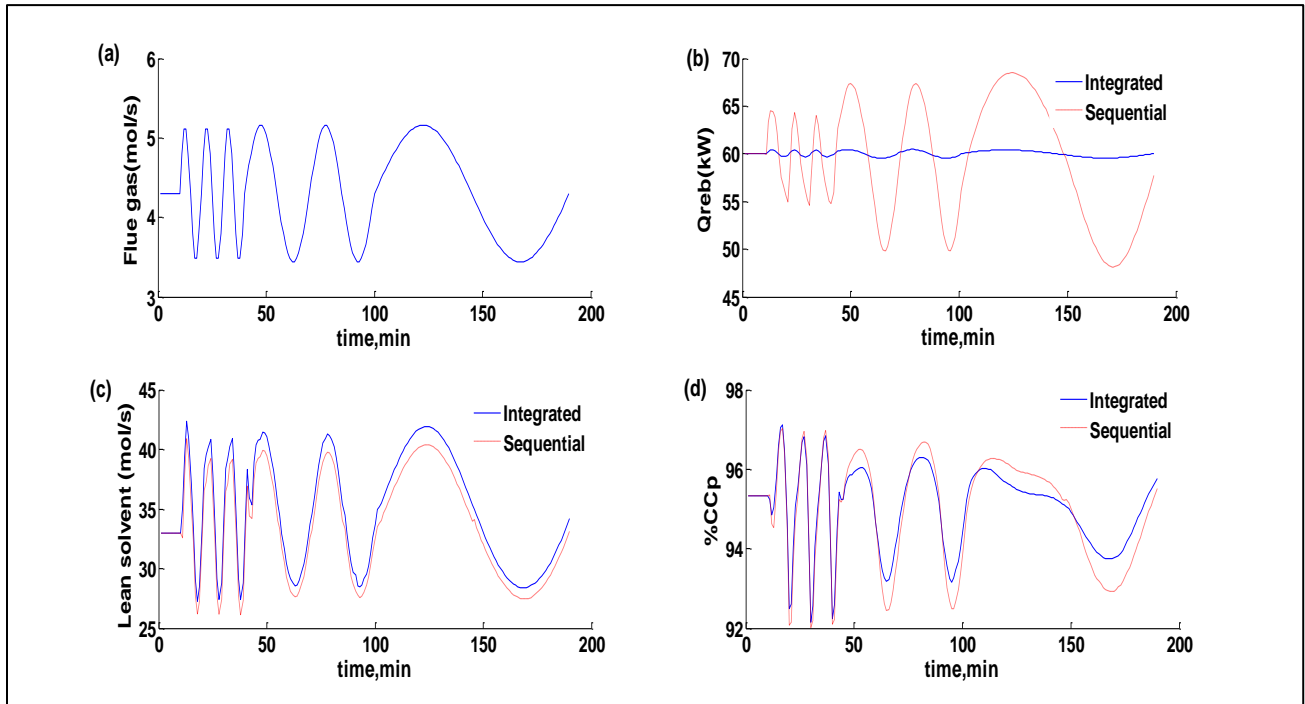 (a)
Flue gas(mol/s)
6
5
4
3
0
50
100
150
200
time,min
(b)
Qreb(kW)
70
65
60
55
50
45
0
50
100
150
200
time,min
Integrated
Sequential
(c)
Lean solvent (mol/s)
45
40
35
30
25
0
50
100
150
200
time,min
Integrated
Sequential
(d)
%CCp
98
96
94
92
0
50
100
150
200
time,min
Integrated
Sequential